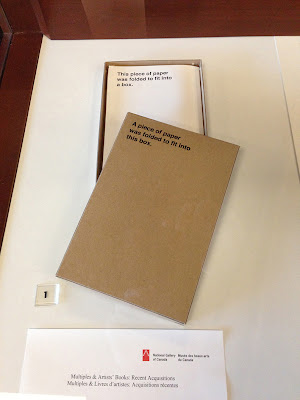 This piece of paper
was folded to fit into
a box.
A piece of paper
was folded to fit into
this box.
1
National Gallery
of Canada
Musée des beaux-arts
du Canada
Multiples & Artists' Books: Recent Acquisitions
Multiples & Livres d'artistes: Acquisitions récentes